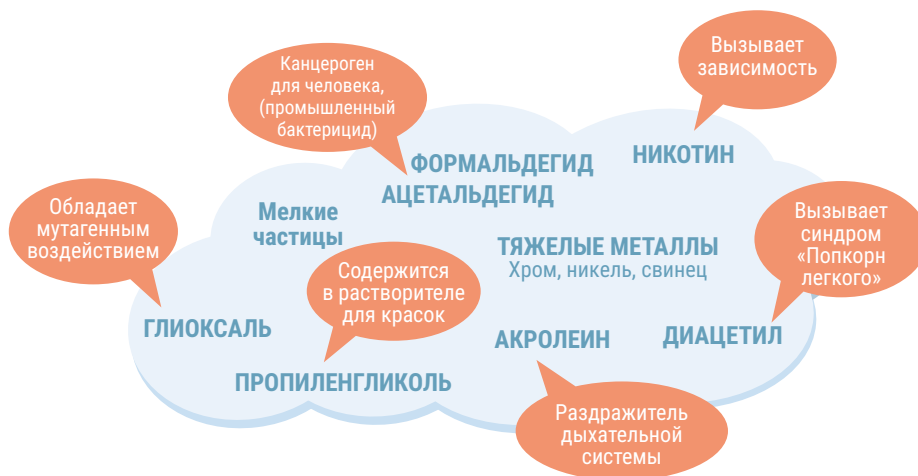 Вызывает
зависимость
Канцероген
для человека,
(промышленный
бактерицид)
НИКОТИН
ФОРМАЛЬДЕГИД
АЦЕТАЛЬДЕГИД
Обладает
мутагенным
воздействием
Мелкие
частицы
Вызывает
синдром
«Попкорн
легкого»
ТЯЖЕЛЫЕ МЕТАЛЛЫ
Хром, никель, свинец
Содержится
в растворителе
для красок
ГЛИОКСАЛЬ
АКРОЛЕИН
ДИАЦЕТИЛ
ПРОПИЛЕНГЛИКОЛЬ
Раздражитель
дыхательной
системы